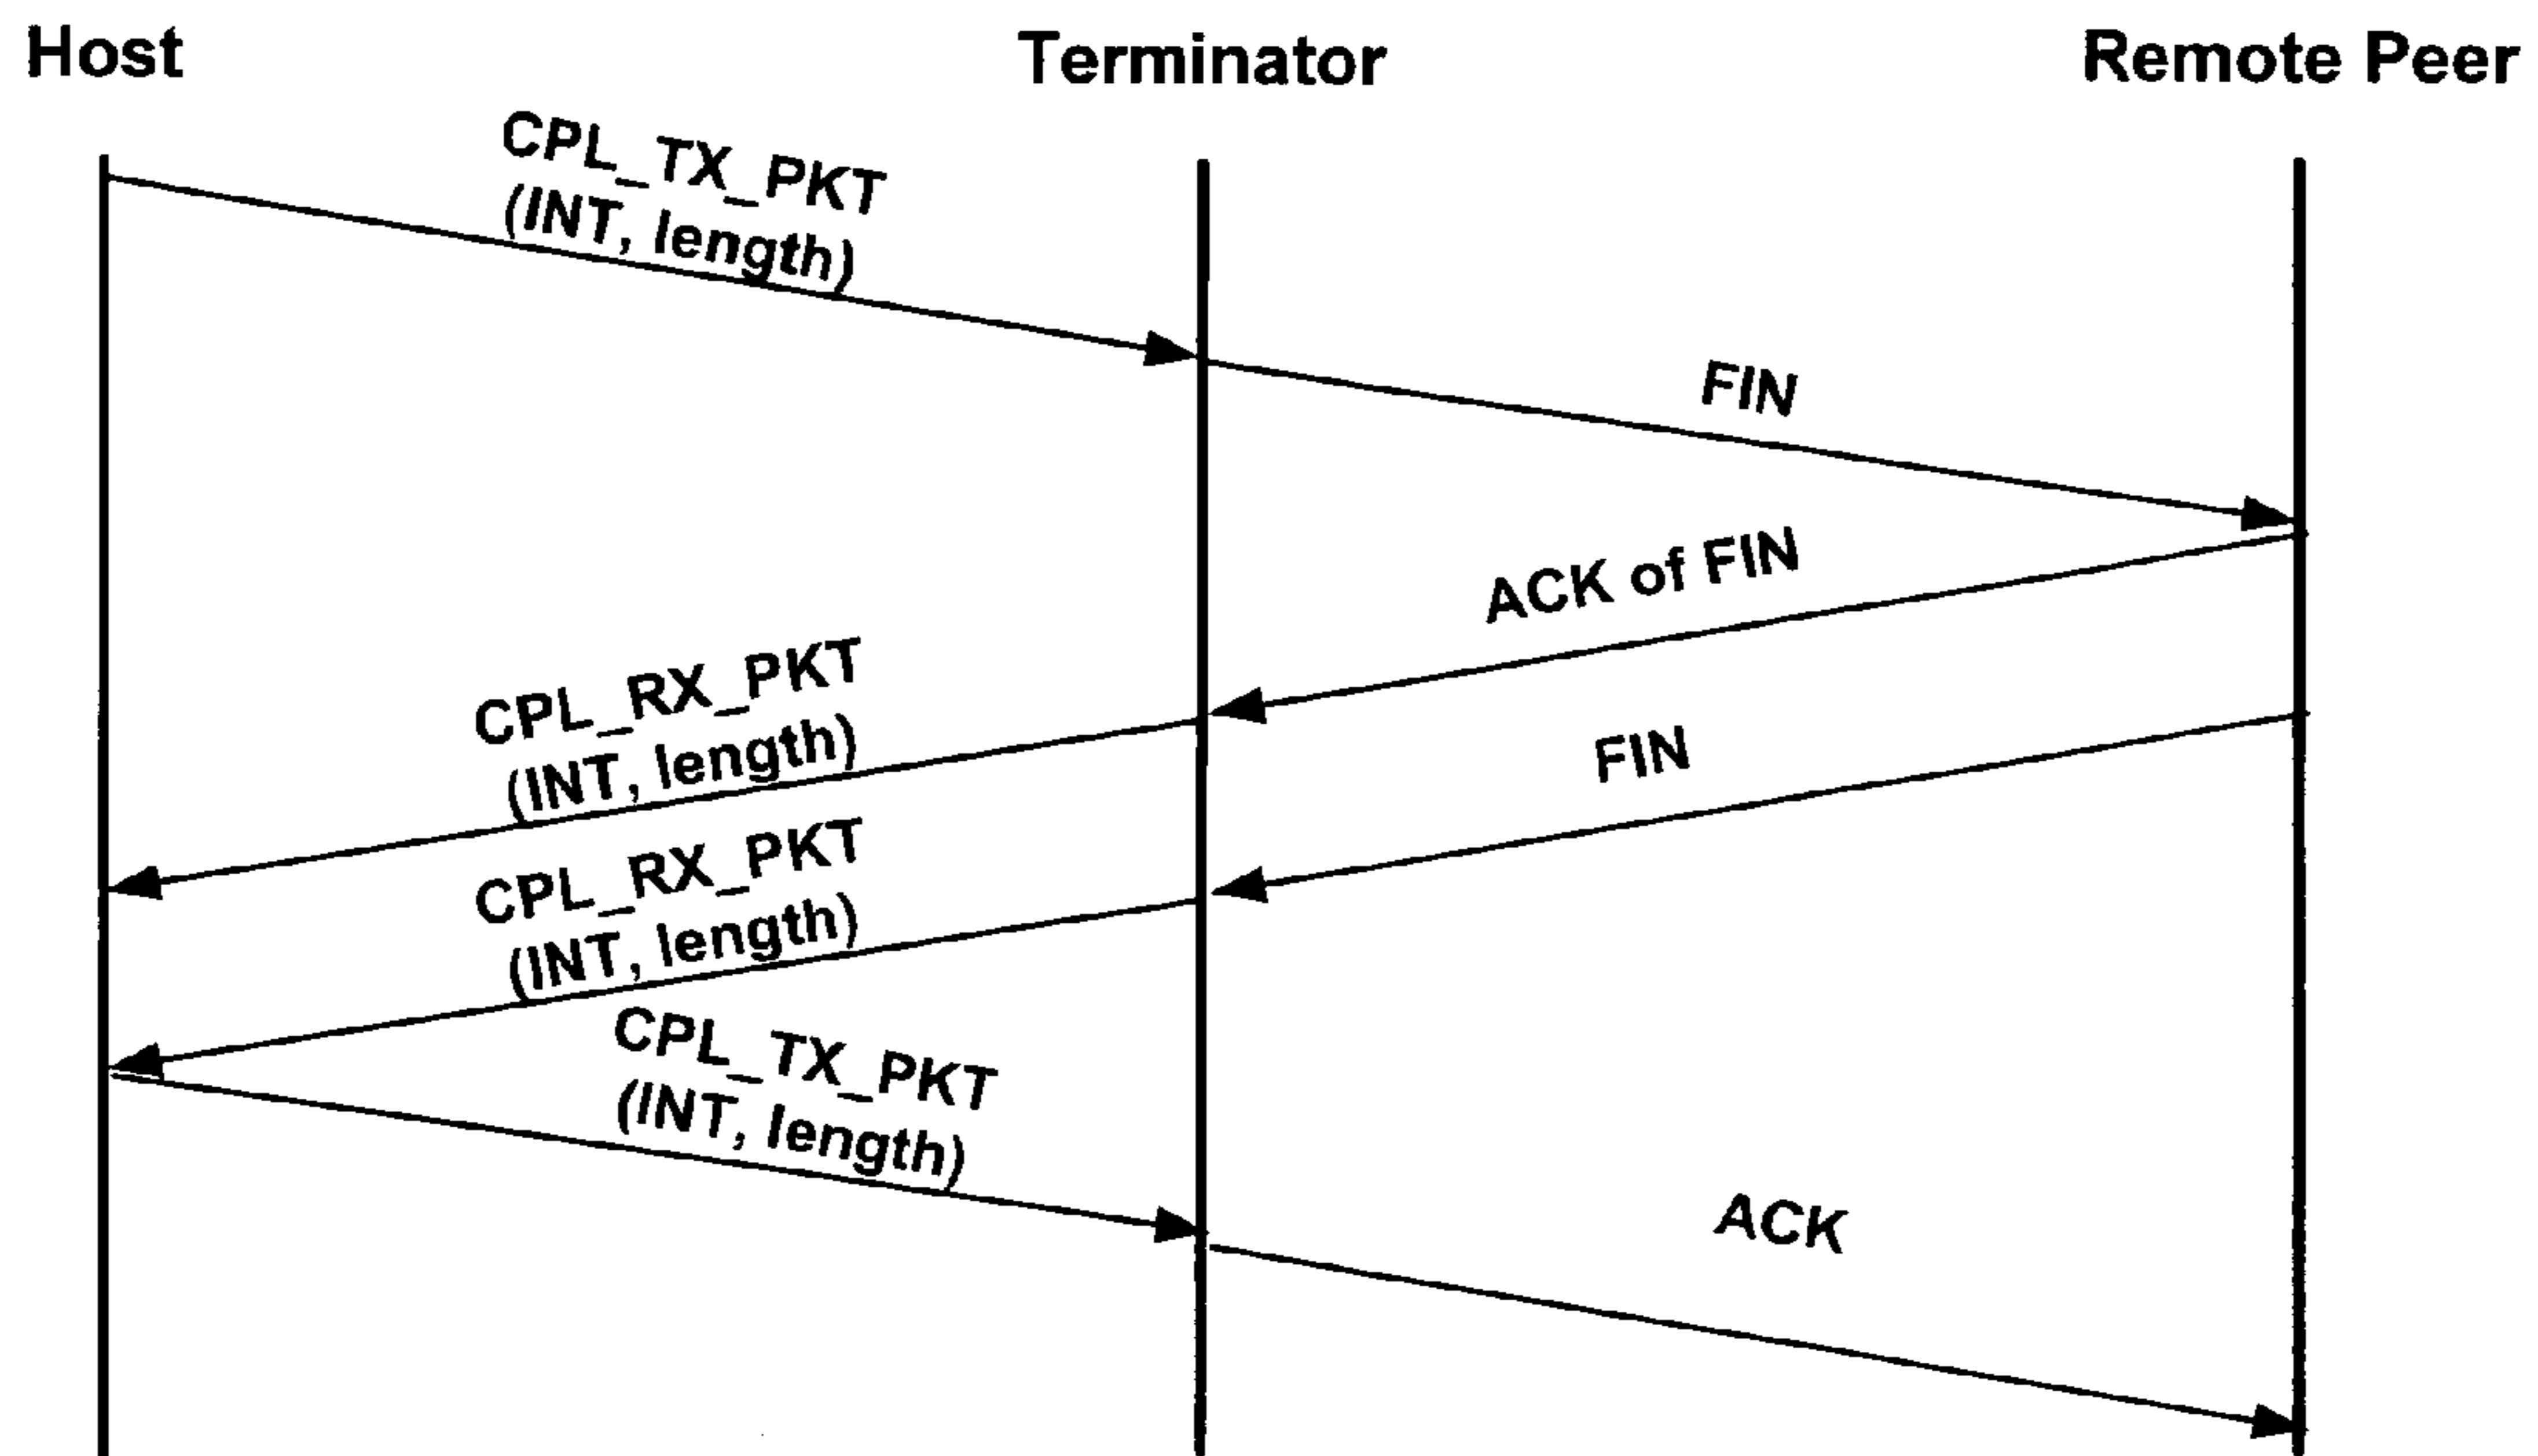 Host
Terminator
Remote Peer
CPL_TX_PKT
(INT, length)
FIN
ACK of FIN
CPL_RX_PKT
(INT, length)
FIN
CPL_RX_PKT
(INT, length)
CPL_TX_PKT
(INT, length)
ACK